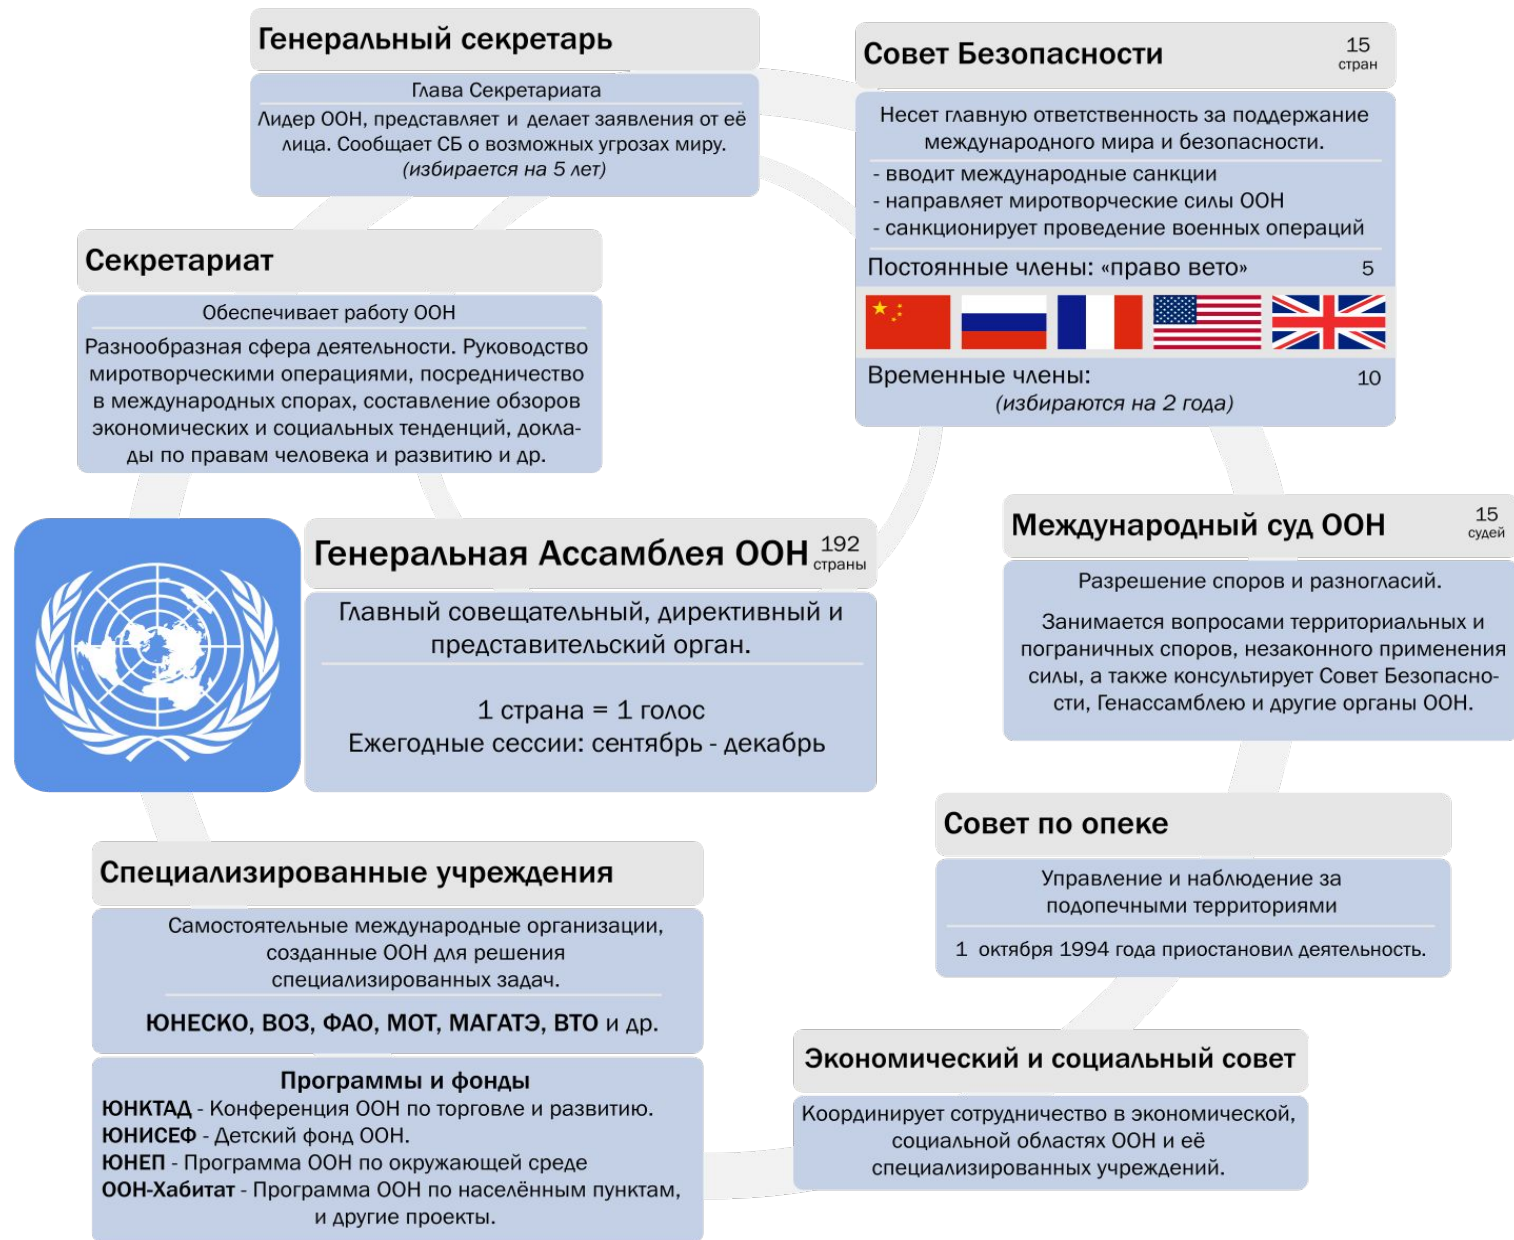 Генеральный секретарь
Глава Секретариата
Лидер ООН, представляет и делает заявления от её
лица. Сообщает СБ о возможных угрозах миру.
(избирается на 5 лет)
Совет Безопасности
15
стран
Несет главную ответственность за поддержание
международного мира и безопасности.
- вводит международные санкции
- направляет миротворческие силы ООН
- санкционирует проведение военных операций
Постоянные члены: «право вето»
5
Временные члены:
10
(избираются на 2 года)
Секретариат
Обеспечивает работу ООН
Разнообразная сфера деятельности. Руководство
миротворческими операциями, посредничество
в международных спорах, составление обзоров
экономических и социальных тенденций, докла-
ды по правам человека и развитию и др.
Генеральная Ассамблея ООН
192
страны
Главный совещательный, директивный и
представительский орган.
1 страна = 1 голос
Ежегодные сессии: сентябрь - декабрь
Международный суд ООН
15
судей
Разрешение споров и разногласий.
Занимается вопросами территориальных и
пограничных споров, незаконного применения
силы, а также консультирует Совет Безопасно-
сти, Генассамблею и другие органы ООН.
Совет по опеке
Управление и наблюдение за
подопечными территориями
1 октября 1994 года приостановил деятельность.
Специализированные учреждения
Самостоятельные международные организации,
созданные ООН для решения
специализированных задач.
ЮНЕСКО, ВОЗ, ФАО, МОТ, МАГАТЭ, ВТО и др.
Программы и фонды
ЮНКТАД - Конференция ООН по торговле и развитию.
ЮНИСЕФ - Детский фонд ООН.
ЮНЕП - Программа ООН по окружающей среде
ООН-Хабитат - Программа ООН по населённым пунктам,
и другие проекты.
Экономический и социальный совет
Координирует сотрудничество в экономической,
социальной областях ООН и её
специализированных учреждений.